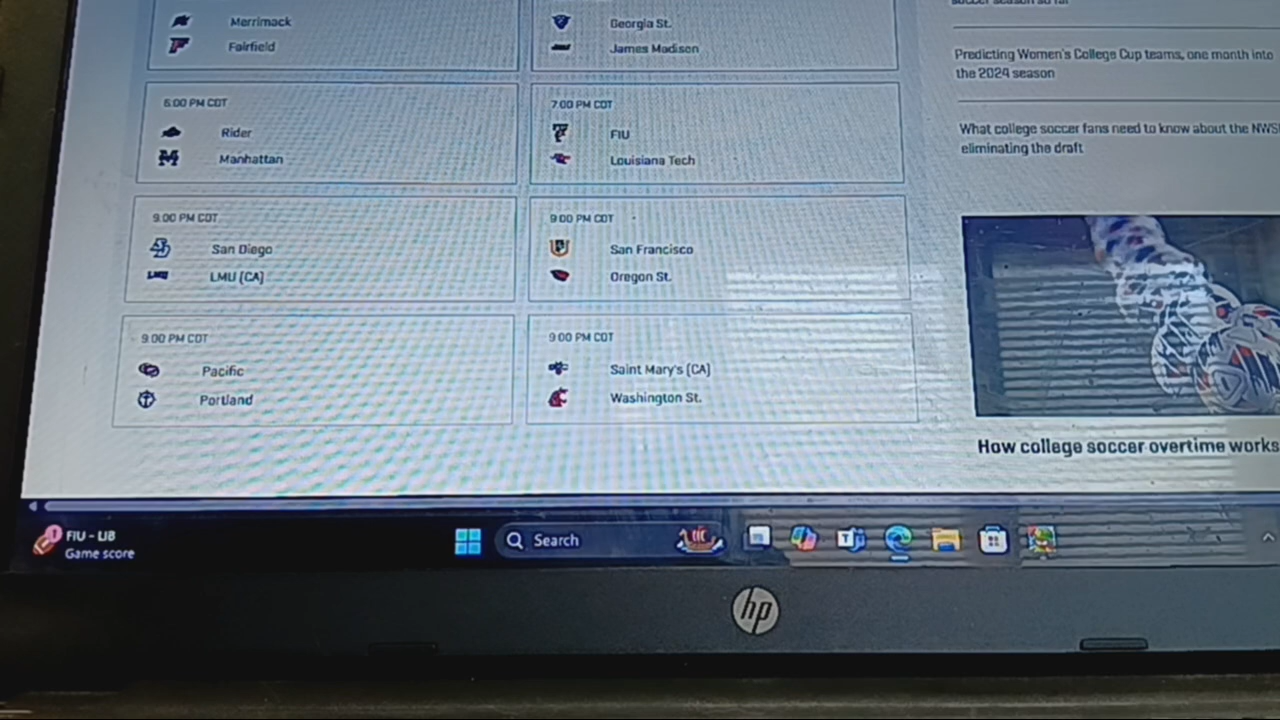 Merrimack
Fairfield
Georgia St.
James Madison
6:00 PM CDT
Rider
Manhattan
7:00 PM CDT
FIU
Louisiana Tech
9:00 PM CDT
San Diego
LMU (CA)
9:00 PM CDT
San Francisco
Oregon St.
9:00 PM CDT
Pacific
Portland
9:00 PM CDT
Saint Mary's (CA)
Washington St.
Predicting Women's College Cup teams, one month into
the 2024 season
What college soccer fans need to know about the NWS
eliminating the draft
How college soccer overtime works
FIU - LIB
Game score
Search
hp